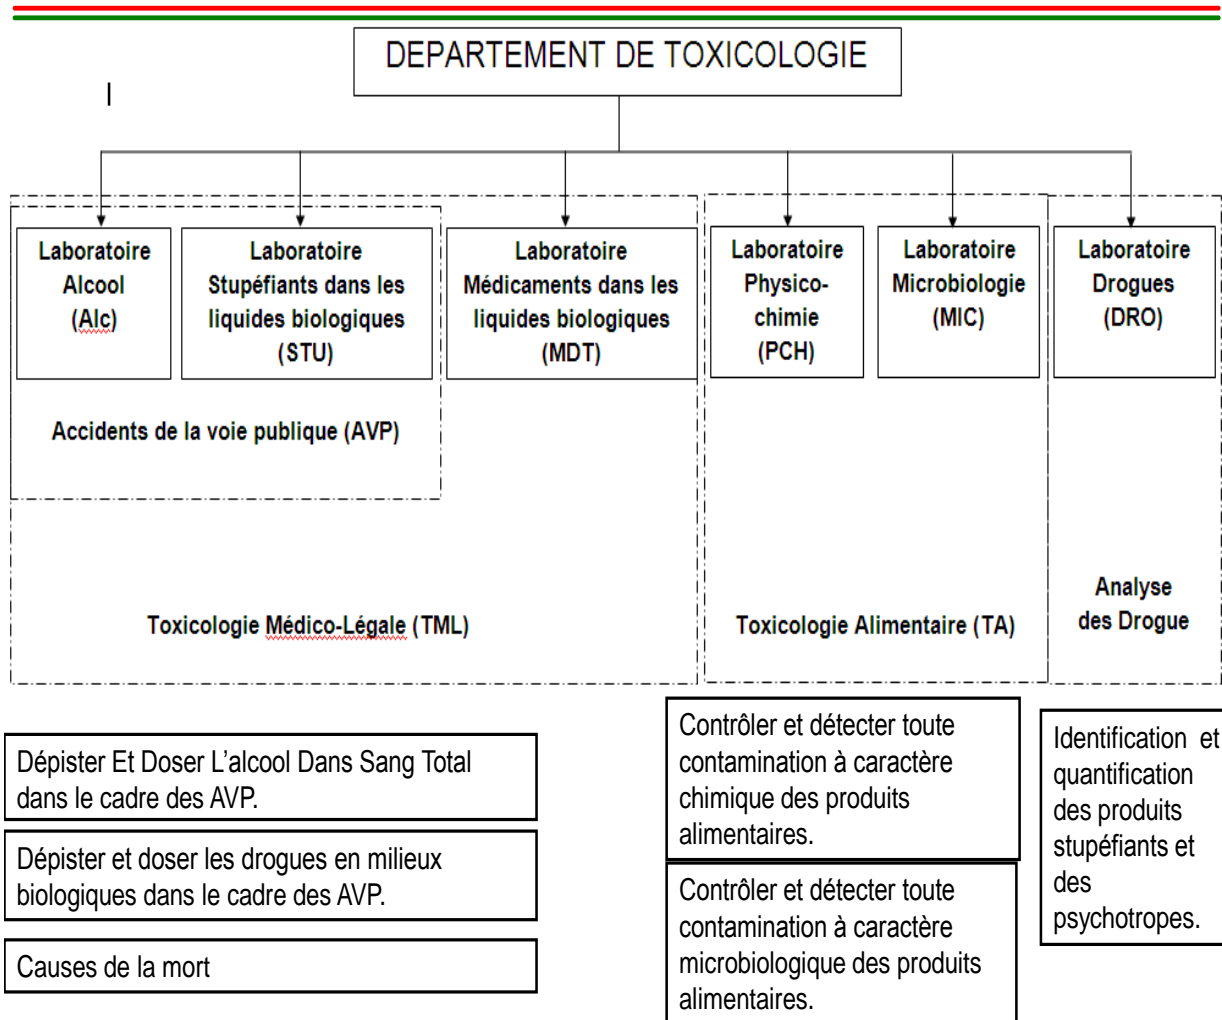 DEPARTEMENT DE TOXICOLOGIE
I
Laboratoire
Alcool
(Alc)
Laboratoire
Stupéfiants dans les
liquides biologiques
(STU)
Laboratoire
Médicaments dans les
liquides biologiques
(MDT)
Laboratoire
Physico-
chimie
(PCH)
Laboratoire
Microbiologie
(MIC)
Laboratoire
Drogues
(DRO)
Accidents de la voie publique (AVP)
Toxicologie Médico-Légale (TML)
Toxicologie Alimentaire (TA)
Analyse
des Drogue
Dépister Et Doser L'alcool Dans Sang Total
dans le cadre des AVP.
Dépister et doser les drogues en milieux
biologiques dans le cadre des AVP.
Causes de la mort
Contrôler et détecter toute
contamination à caractère
chimique des produits
alimentaires.
Contrôler et détecter toute
contamination à caractère
microbiologique des produits
alimentaires.
Identification et
quantification
des produits
stupéfiants et
des
psychotropes.